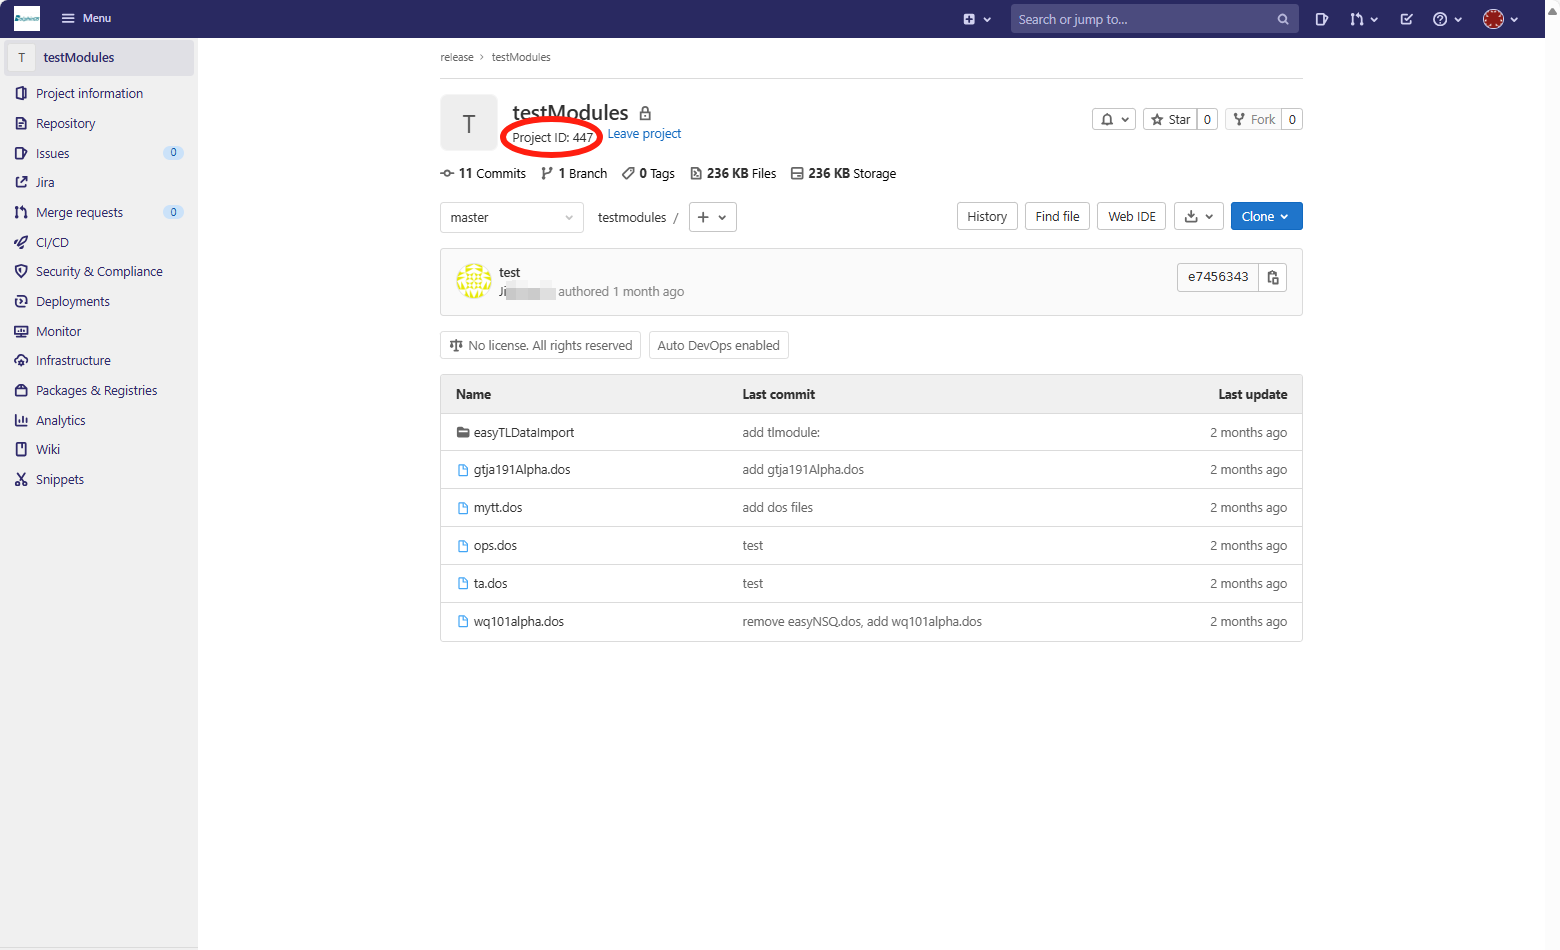 Menu
Search or jump to...
T testModules
Project information
Repository
Issues 0
Jira
Merge requests 0
CI/CD
Security & Compliance
Deployments
Monitor
Infrastructure
Packages & Registries
Analytics
Wiki
Snippets
release › testModules
T
testModules
Project ID: 447 Leave project
Star 0 Fork 0
11 Commits 1 Branch 0 Tags 236 KB Files 236 KB Storage
master testmodules / + History Find file Web IDE Clone
test
authored 1 month ago
e7456343
No license. All rights reserved Auto DevOps enabled
Name Last commit Last update
easyTLDataImport add tlmodule: 2 months ago
gtja191Alpha.dos add gtja191Alpha.dos 2 months ago
mytt.dos add dos files 2 months ago
ops.dos test 2 months ago
ta.dos test 2 months ago
wq101alpha.dos remove easyNSQ.dos, add wq101alpha.dos 2 months ago